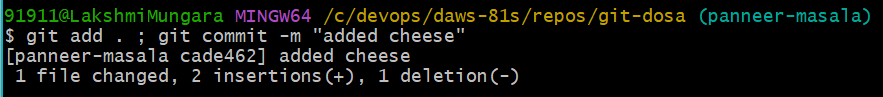 91911@LakshmiMungara MINGW64 /c/devops/daws-81s/repos/git-dosa (panneer-masala)
$ git add . ; git commit -m "added cheese"
[panneer-masala cade462] added cheese
 1 file changed, 2 insertions(+), 1 deletion(-)